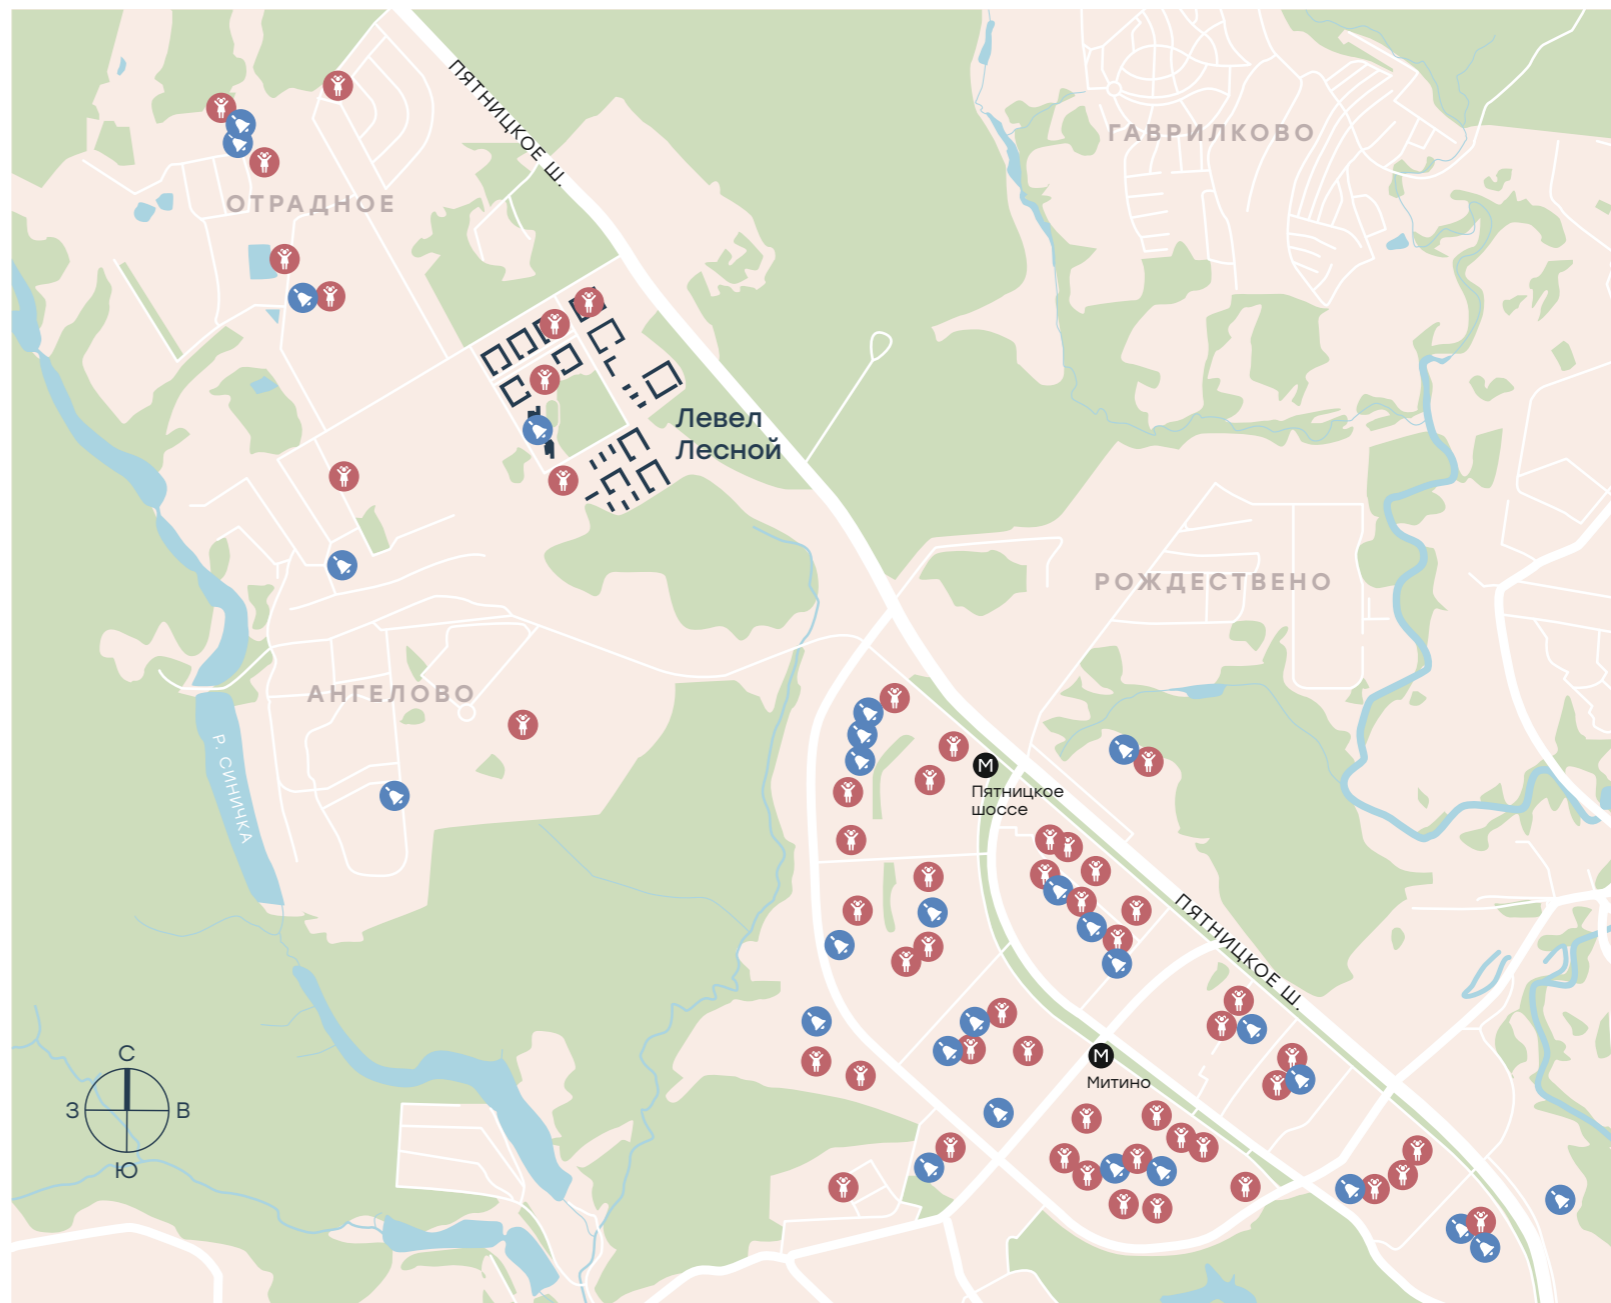 ПЯТНИЦКОЕ Ш.
ГАВРИЛКОВО
ОТРАДНОЕ
Левел
Лесной
РОЖДЕСТВЕНО
АНГЕЛОВО
Р. СИНИЧКА
М
Пятницкое
шоссе
ПЯТНИЦКОЕ Ш.
М
Митино
С
З
В
Ю